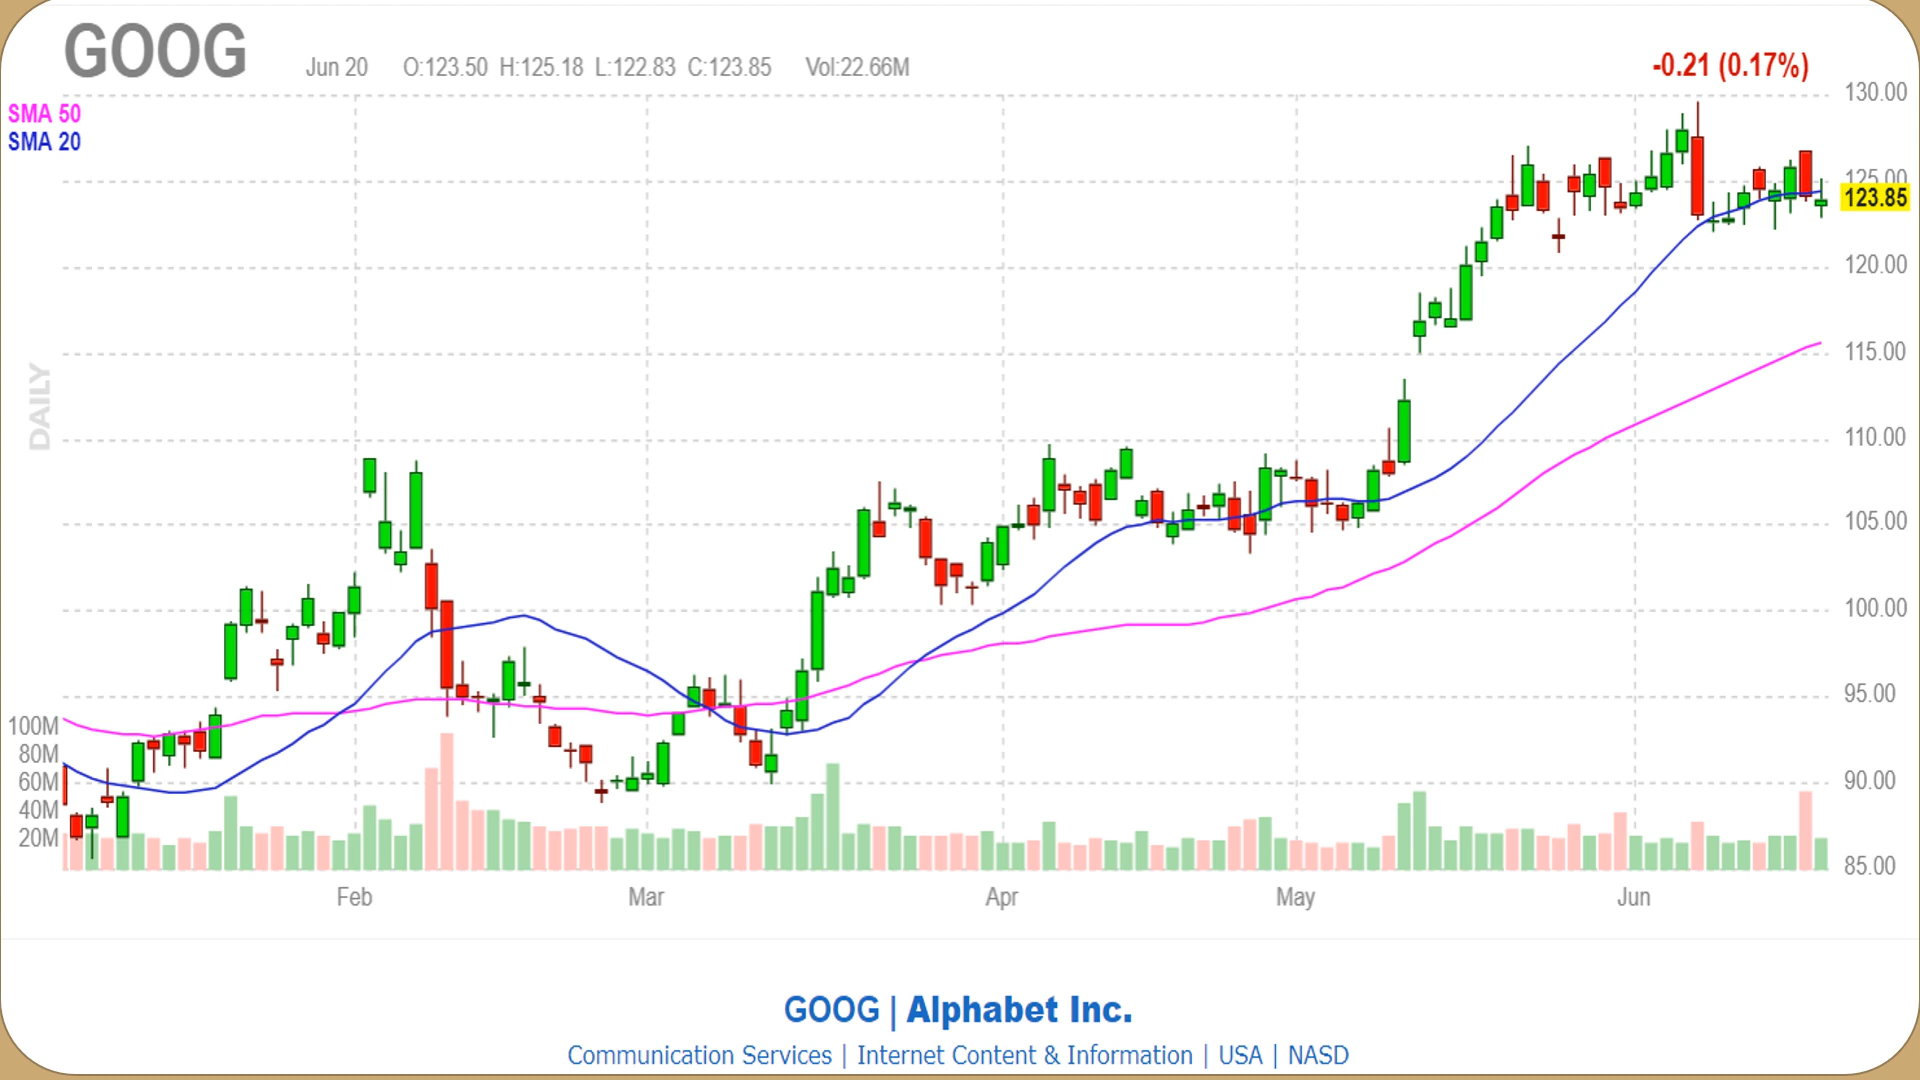 GOOG
Jun 20 O:123.50 H:125.18 L:122.83 C:123.85 Vol:22.66M
-0.21 (0.17%)
SMA 50
SMA 20
DAILY
130.00
125.00
123.85
120.00
115.00
110.00
105.00
100.00
95.00
90.00
85.00
100M
80M
60M
40M
20M
Feb Mar Apr May Jun
GOOG | Alphabet Inc.
Communication Services | Internet Content & Information | USA | NASD